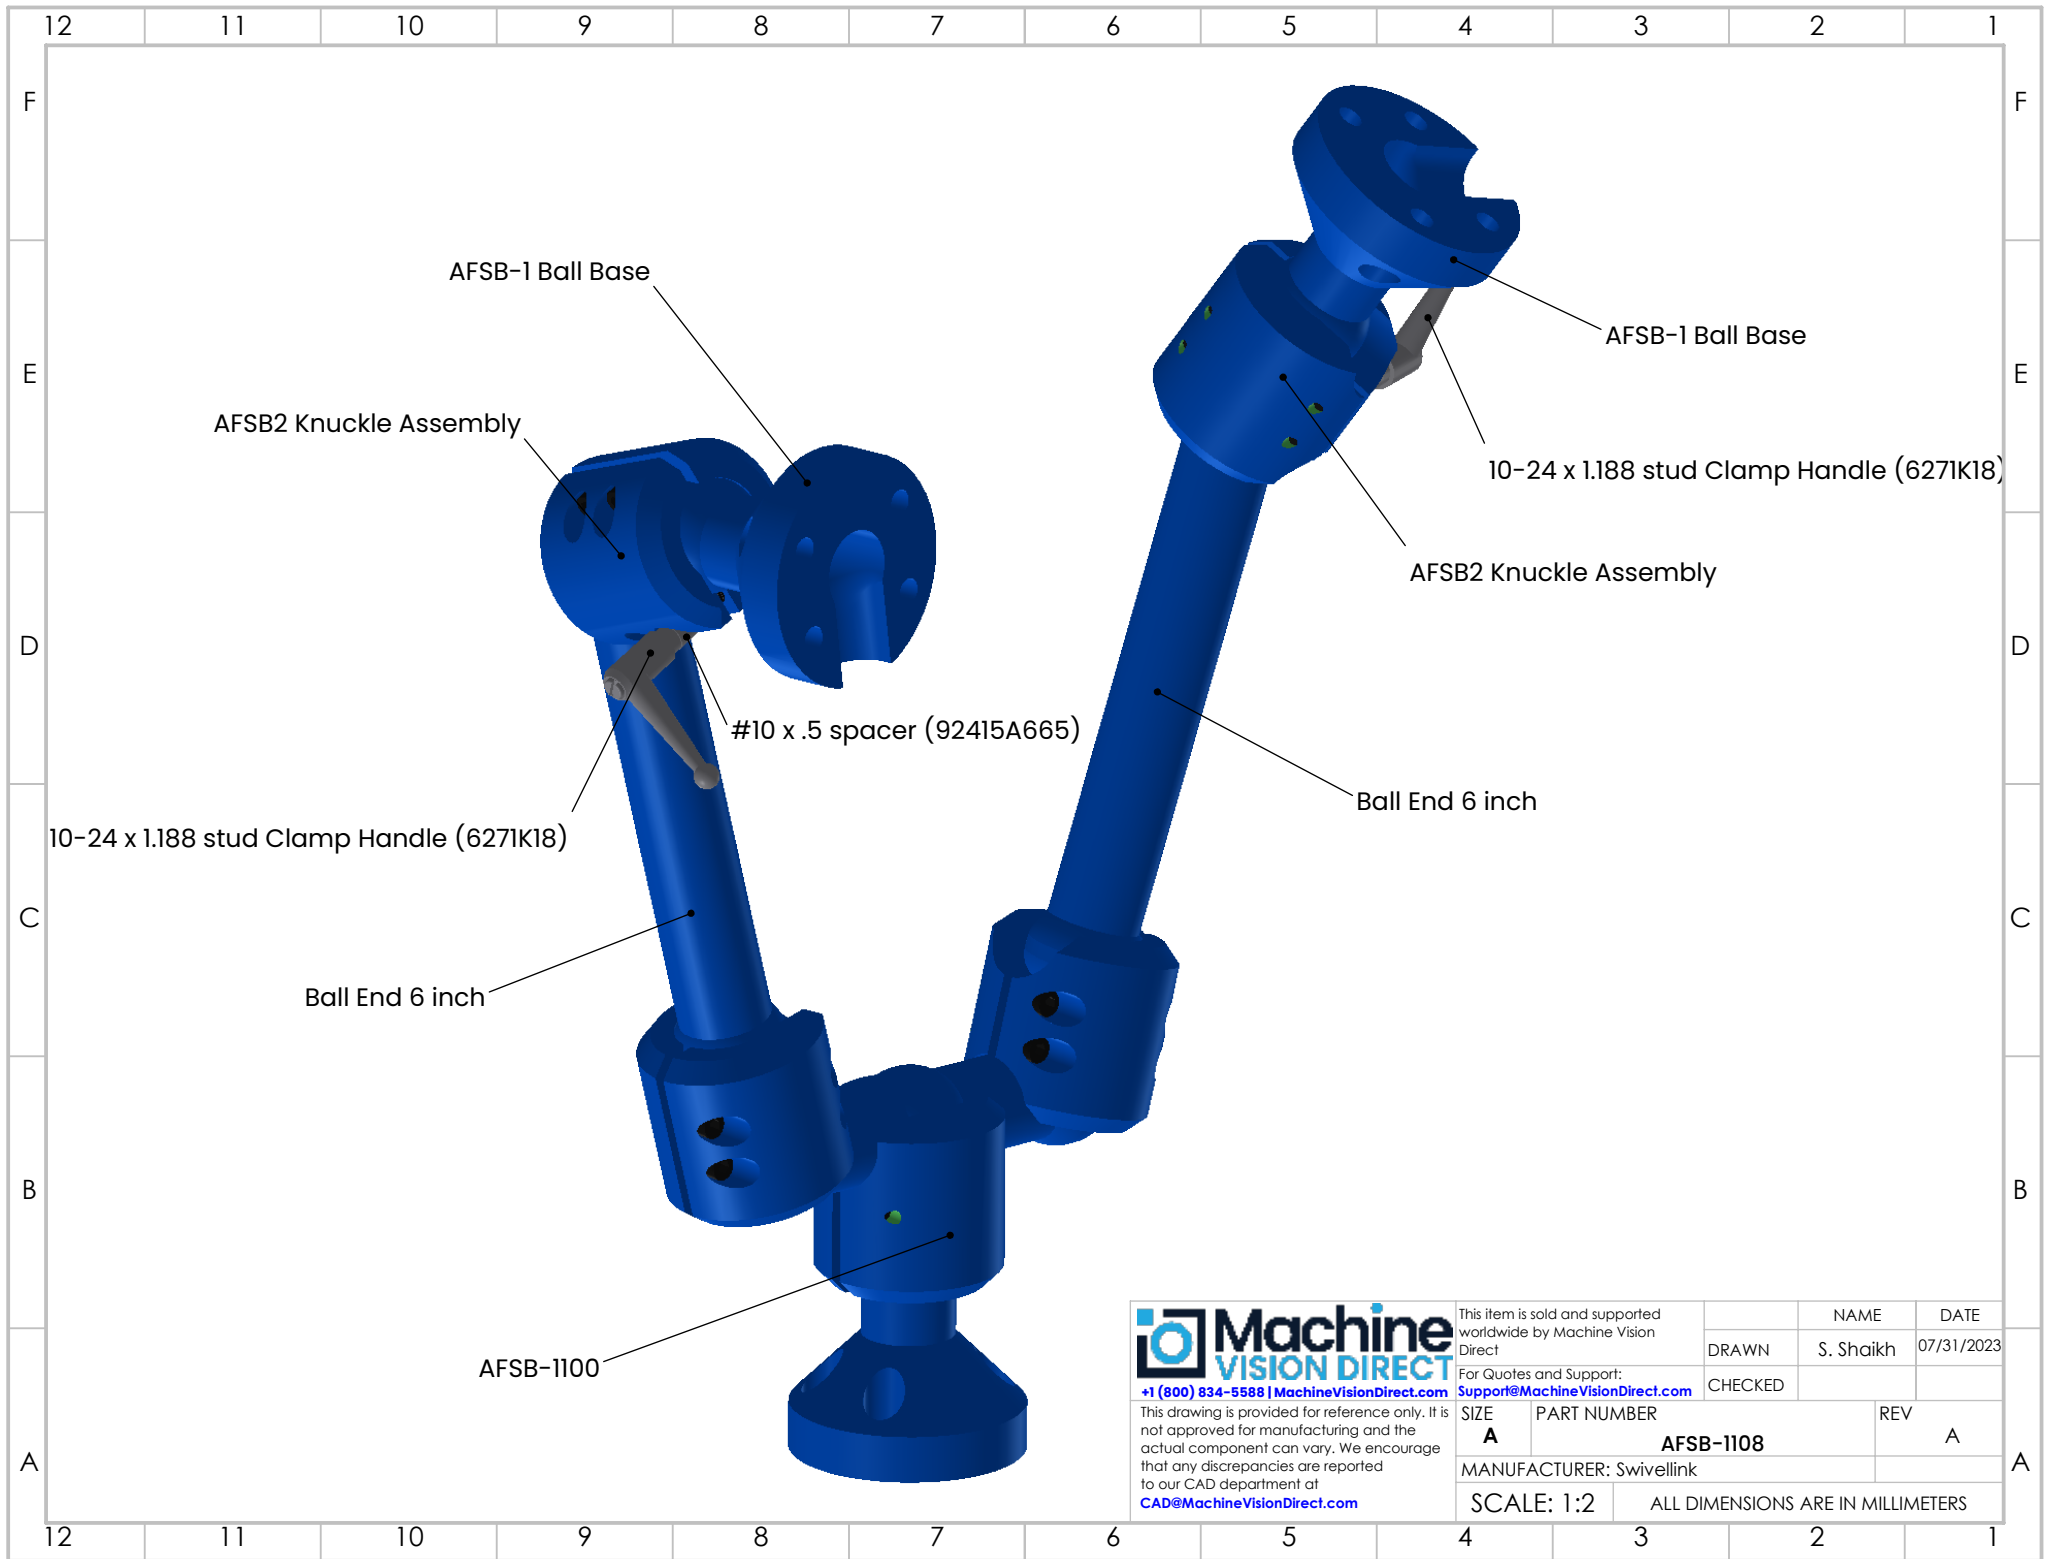 12 11 10 9 8 7 6 5 4 3 2 1
F F
AFSB-1 Ball Base
AFSB-1 Ball Base
E E
AFSB2 Knuckle Assembly
10-24 x 1.188 stud Clamp Handle (6271K18)
AFSB2 Knuckle Assembly
D D
#10 x .5 spacer (92415A665)
Ball End 6 inch
10-24 x 1.188 stud Clamp Handle (6271K18)
C C
Ball End 6 inch
B B
AFSB-1100
A A
Machine
VISION DIRECT
+1 (800) 834-5588 | MachineVisionDirect.com
This item is sold and supported
worldwide by Machine Vision
Direct
For Quotes and Support:
Support@MachineVisionDirect.com
NAME DATE
DRAWN S. Shaikh 07/31/2023
CHECKED
This drawing is provided for reference only. It is
not approved for manufacturing and the
actual component can vary. We encourage
that any discrepancies are reported
to our CAD department at
CAD@MachineVisionDirect.com
SIZE PART NUMBER REV
A AFSB-1108 A
MANUFACTURER: Swivellink
SCALE: 1:2 ALL DIMENSIONS ARE IN MILLIMETERS
12 11 10 9 8 7 6 5 4 3 2 1